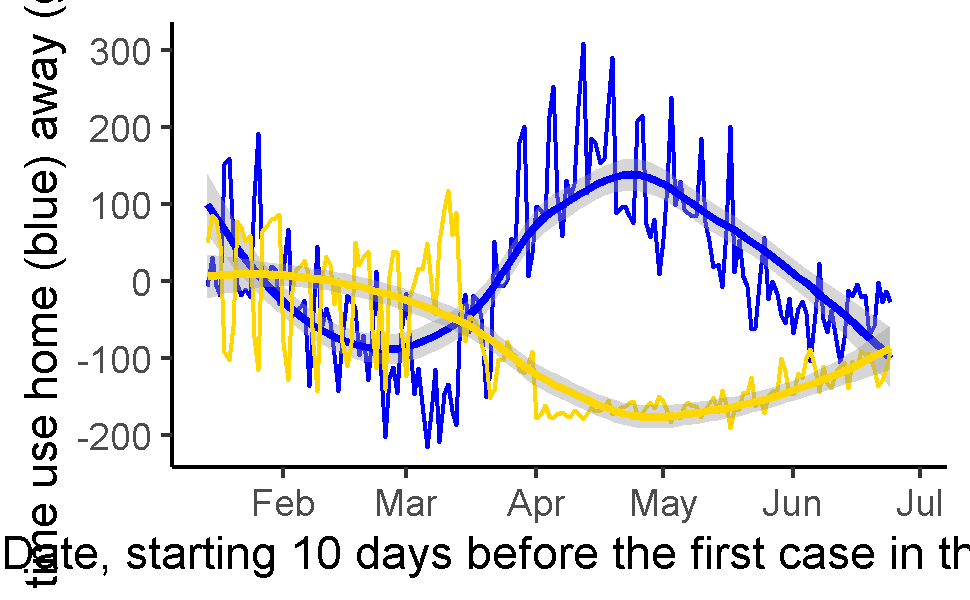 time use home (blue) away (
300
200
100
0
-100
-200
Feb Mar Apr May Jun Jul
Date, starting 10 days before the first case in th